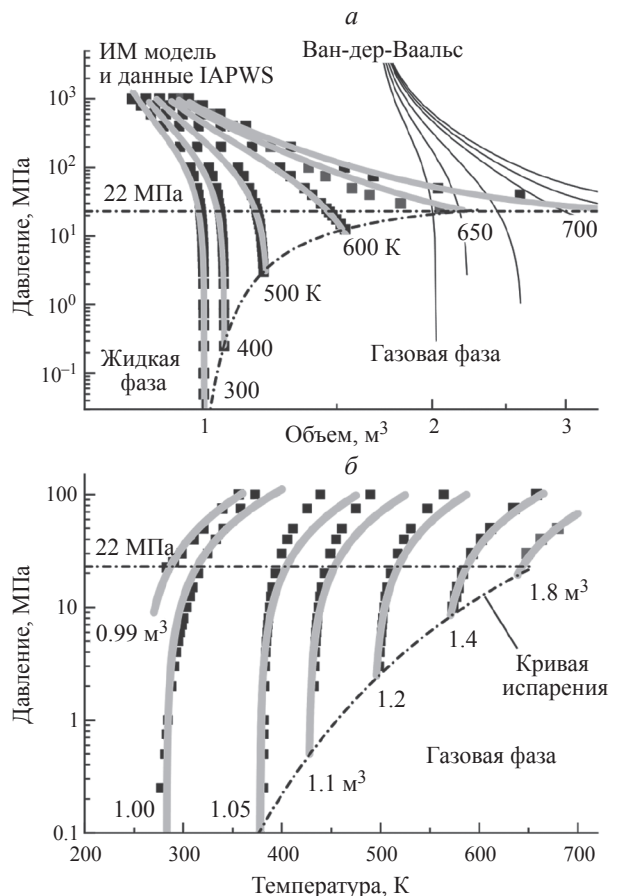 а
ИМ модель
и данные IAPWS
Ван-дер-Ваальс
Давление, МПа
10³
10²
10¹
10⁰
10⁻¹
22 МПа
600 К
650
700
500 К
400
300
Жидкая
фаза
Газовая фаза
1
2
3
Объем, м³
б
Давление, МПа
100
10
1
0.1
22 МПа
0.99 м³
1.8 м³
1.4
1.2
1.1 м³
1.05
1.00
Кривая
испарения
Газовая фаза
200
300
400
500
600
700
Температура, К